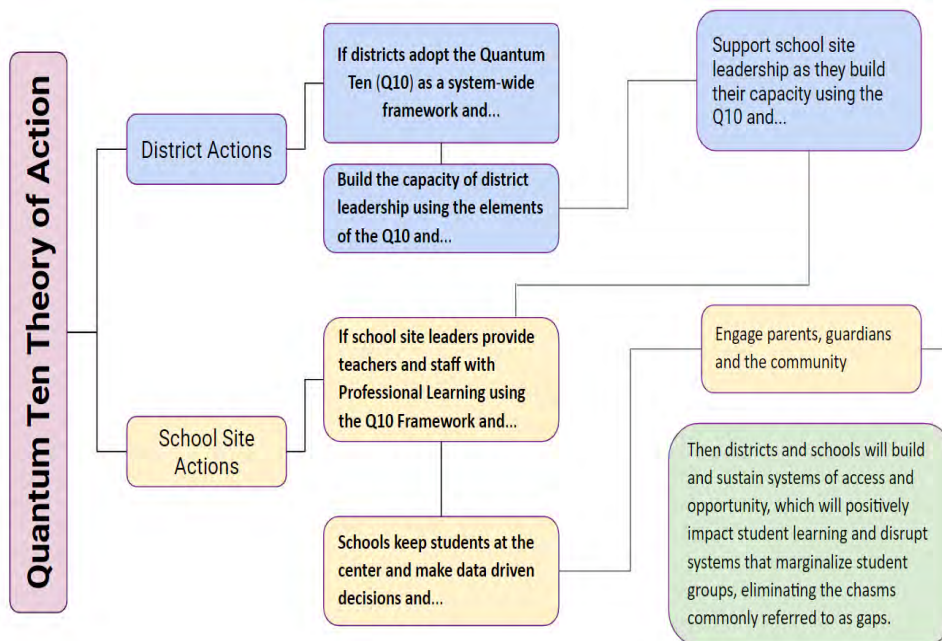 Quantum Ten Theory of Action
District Actions
If districts adopt the Quantum
Ten (Q10) as a system-wide
framework and...
Build the capacity of district
leadership using the elements
of the Q10 and...
Support school site
leadership as they build
their capacity using the
Q10 and...
School Site
Actions
If school site leaders provide
teachers and staff with
Professional Learning using
the Q10 Framework and...
Schools keep students at the
center and make data driven
decisions and...
Engage parents, guardians
and the community
Then districts and schools will build
and sustain systems of access and
opportunity, which will positively
impact student learning and disrupt
systems that marginalize student
groups, eliminating the chasms
commonly referred to as gaps.